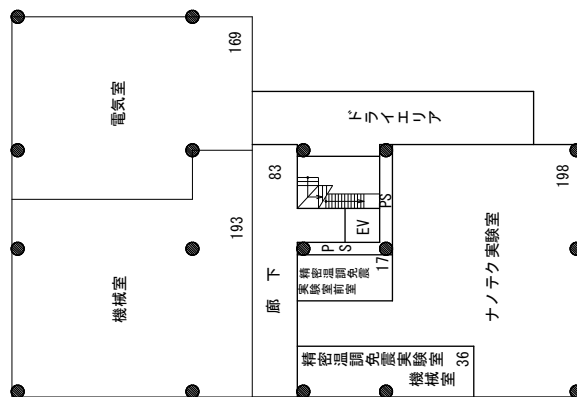 電気室
169
ドライエリア
機械室
193
廊下
83
PS
EV
PS
精密温調免震
実験室前室
17
ナノテク実験室
198
精密温調免震実験室
機械室
36